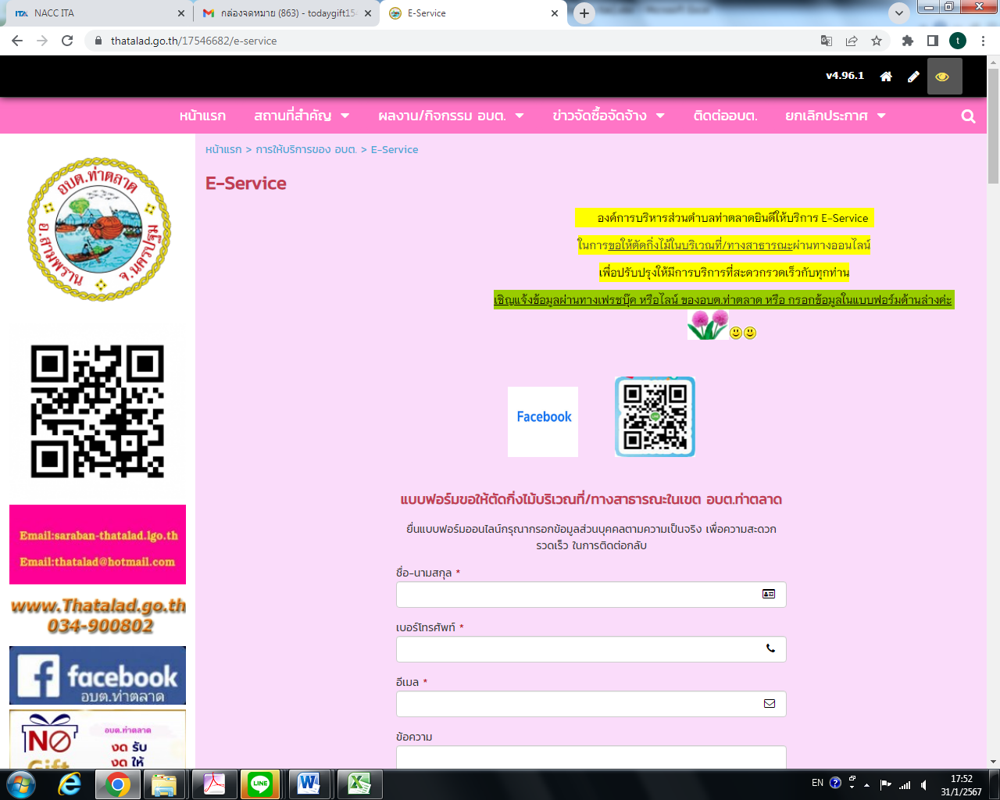 NACC ITA
กล่องจดหมาย (863) - todaygift154
E-Service
thatalad.go.th/17546682/e-service
t
v4.96.1
หน้าแรก สถานที่สำคัญ ผลงาน/กิจกรรม อบต. ข่าวจัดซื้อจัดจ้าง ติดต่ออบต. ยกเลิกประกาศ
หน้าแรก > การให้บริการของ อบต. > E-Service
E-Service
อบต.ท่าตลาด
อ.สามพราน
จ.นครปฐม
องค์การบริหารส่วนตำบลท่าตลาดยินดีให้บริการ E-Service
ในการขอให้ตัดกิ่งไม้ในบริเวณที่/ทางสาธารณะผ่านทางออนไลน์
เพื่อปรับปรุงให้มีการบริการที่สะดวกรวดเร็วกับทุกท่าน
เชิญแจ้งข้อมูลผ่านทางเฟรชบุ๊ค หรือไลน์ ของอบต.ท่าตลาด หรือ กรอกข้อมูลในแบบฟอร์มด้านล่างค่ะ
Facebook
แบบฟอร์มขอให้ตัดกิ่งไม้บริเวณที่/ทางสาธารณะในเขต อบต.ท่าตลาด
ยื่นแบบฟอร์มออนไลน์กรุณากรอกข้อมูลส่วนบุคคลตามความเป็นจริง เพื่อความสะดวก
รวดเร็ว ในการติดต่อกลับ
ชื่อ-นามสกุล *
เบอร์โทรศัพท์ *
อีเมล *
ข้อความ
Email:saraban-thatalad.lgo.th
Email:thatalad@hotmail.com
www.Thatalad.go.th
034-900802
facebook
อบต.ท่าตลาด
NO
Gift
อบต.ท่าตลาด
งด รับ
งด ให้
LINE
EN
17:52
31/1/2567